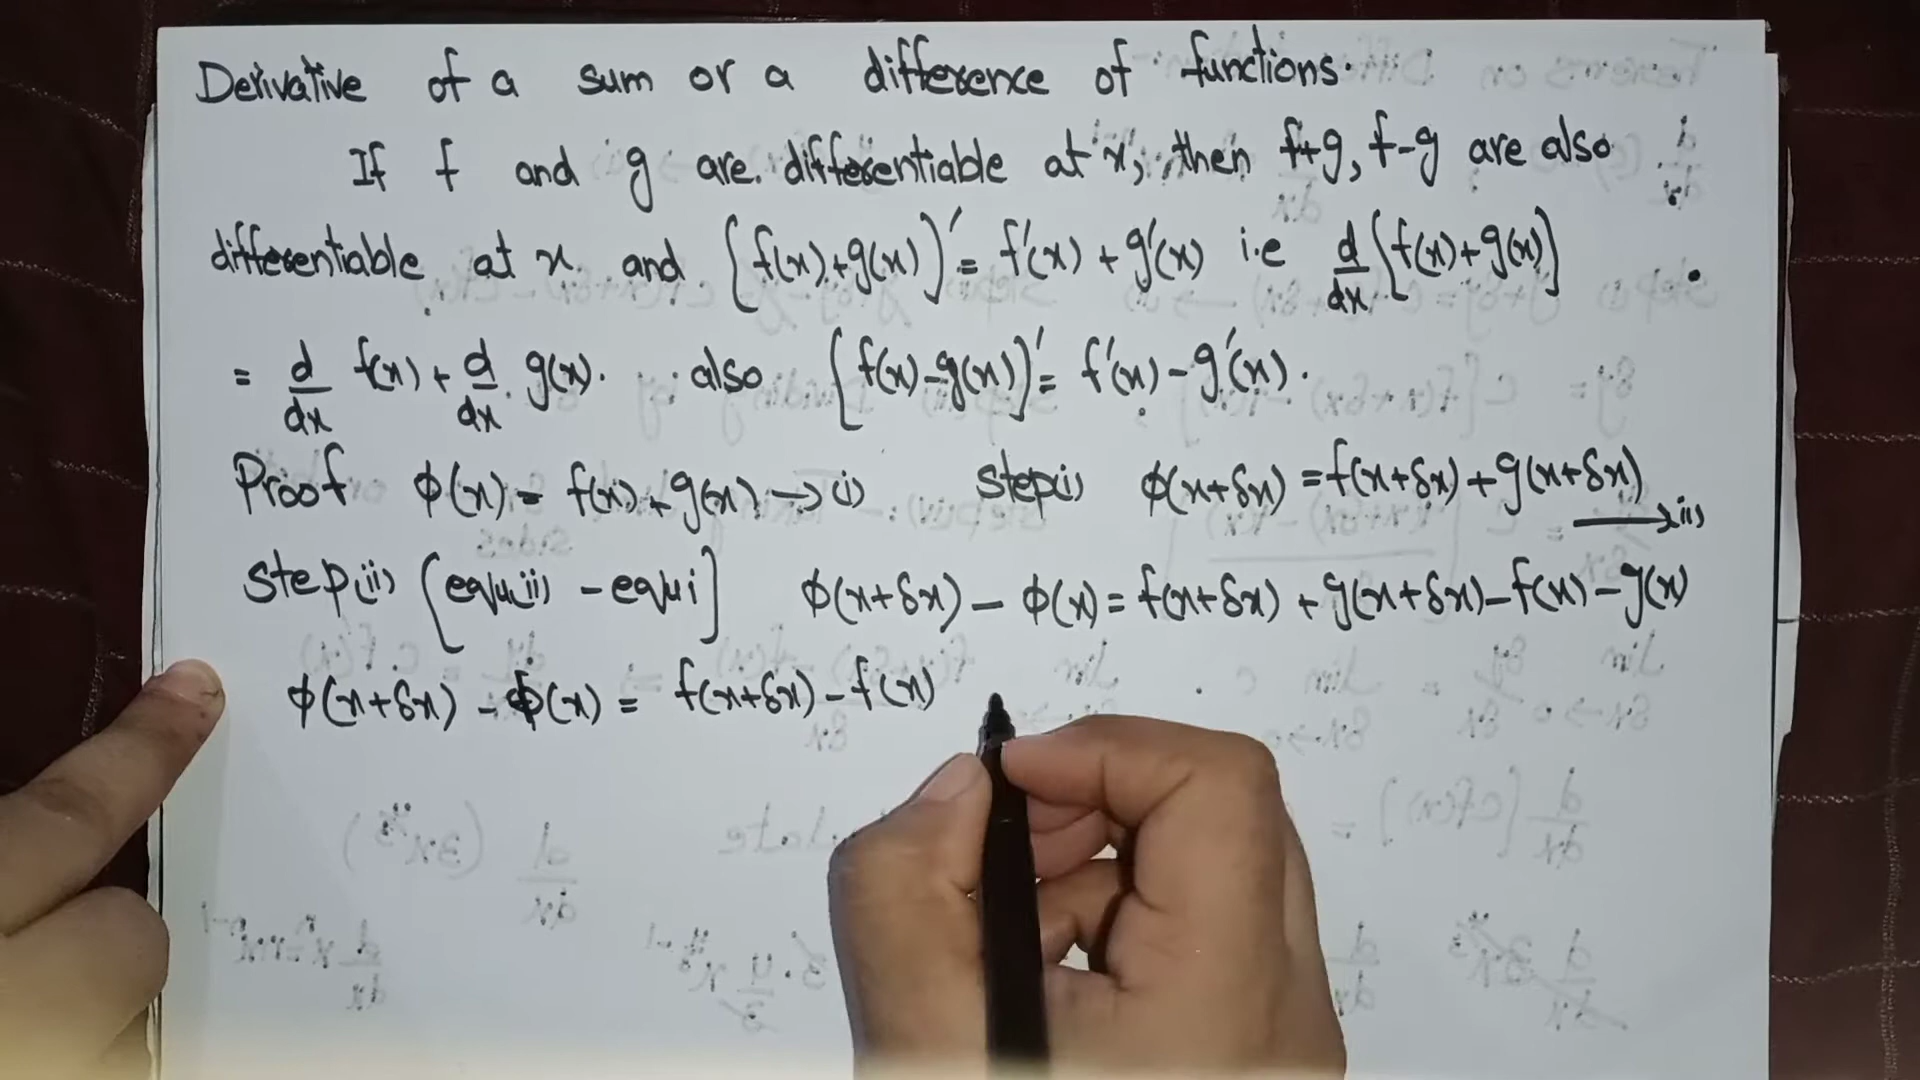 Derivative of a sum or a difference of functions.
If f and g are differentiable at 'x', then f+g, f-g are also
differentiable at x and [f(x)+g(x)]' = f'(x) + g'(x) i.e d/dx [f(x)+g(x)]
= d/dx f(x) + d/dx . g(x). also [f(x)-g(x)]' = f'(x) - g'(x).
Proof ϕ(x) = f(x)+g(x) → (i) step(i) ϕ(x+δx) = f(x+δx) + g(x+δx) → ii)
Step(ii) [equ(ii) - equ i] ϕ(x+δx) - ϕ(x) = f(x+δx) + g(x+δx) - f(x) - g(x)
ϕ(x+δx) - ϕ(x) = f(x+δx) - f(x)